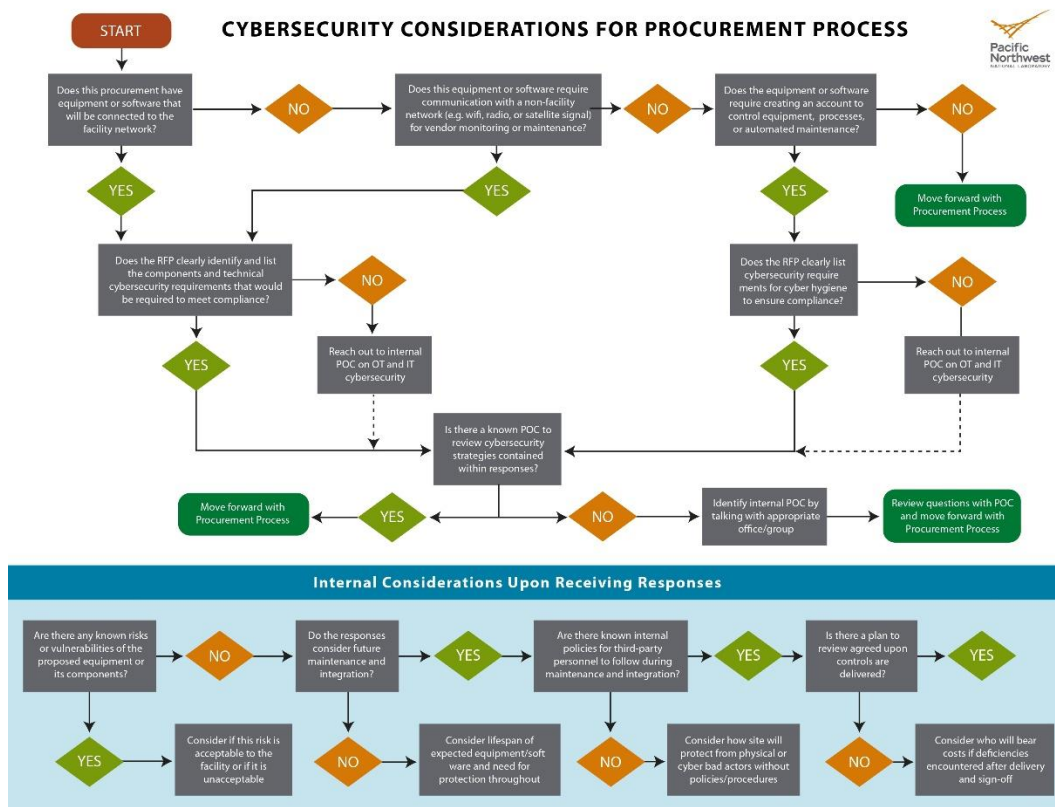 START
CYBERSECURITY CONSIDERATIONS FOR PROCUREMENT PROCESS
Pacific
Northwest
NATIONAL LABORATORY
Does this procurement have
equipment or software that
will be connected to the
facility network?
NO
Does this equipment or software require
communication with a non-facility
network (e.g. wifi, radio, or satellite signal)
for vendor monitoring or maintenance?
NO
Does the equipment or software
require creating an account to
control equipment, processes,
or automated maintenance?
NO
YES
YES
YES
Move forward with
Procurement Process
Does the RFP clearly identify and list
the components and technical
cybersecurity requirements that would
be required to meet compliance?
NO
Does the RFP clearly list
cybersecurity require
ments for cyber hygiene
to ensure compliance?
NO
YES
Reach out to internal
POC on OT and IT
cybersecurity
YES
Reach out to internal
POC on OT and IT
cybersecurity
Is there a known POC to
review cybersecurity
strategies contained
within responses?
Move forward with
Procurement Process
YES
NO
Identify internal POC by
talking with appropriate
office/group
Review questions with POC
and move forward with
Procurement Process
Internal Considerations Upon Receiving Responses
Are there any known risks
or vulnerabilities of the
proposed equipment or
its components?
NO
Do the responses
consider future
maintenance and
integration?
YES
Are there known internal
policies for third-party
personnel to follow during
maintenance and integration?
YES
Is there a plan to
review agreed upon
controls are
delivered?
YES
YES
Consider if this risk is
acceptable to the
facility or if it is
unacceptable
NO
Consider lifespan of
expected equipment/soft
ware and need for
protection throughout
NO
Consider how site will
protect from physical or
cyber bad actors without
policies/procedures
NO
Consider who will bear
costs if deficiencies
encountered after delivery
and sign-off